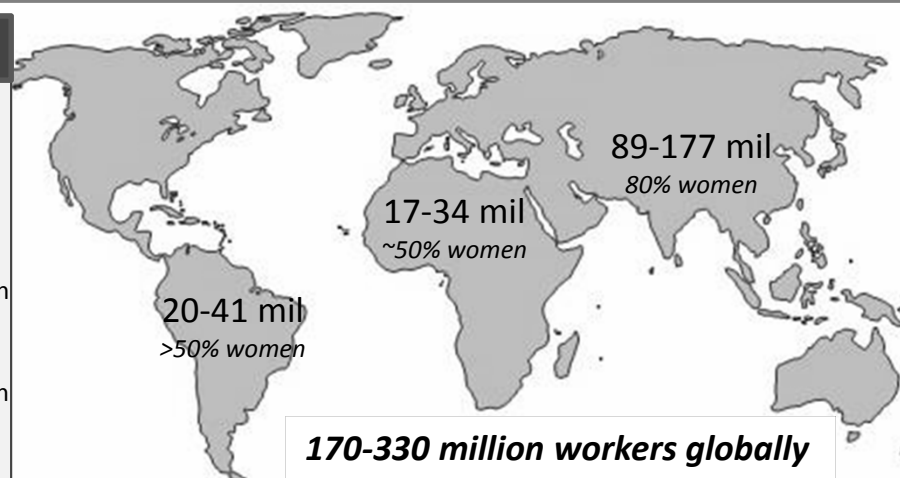 89-177 mil
80% women
17-34 mil
~50% women
20-41 mil
>50% women
170-330 million workers globally